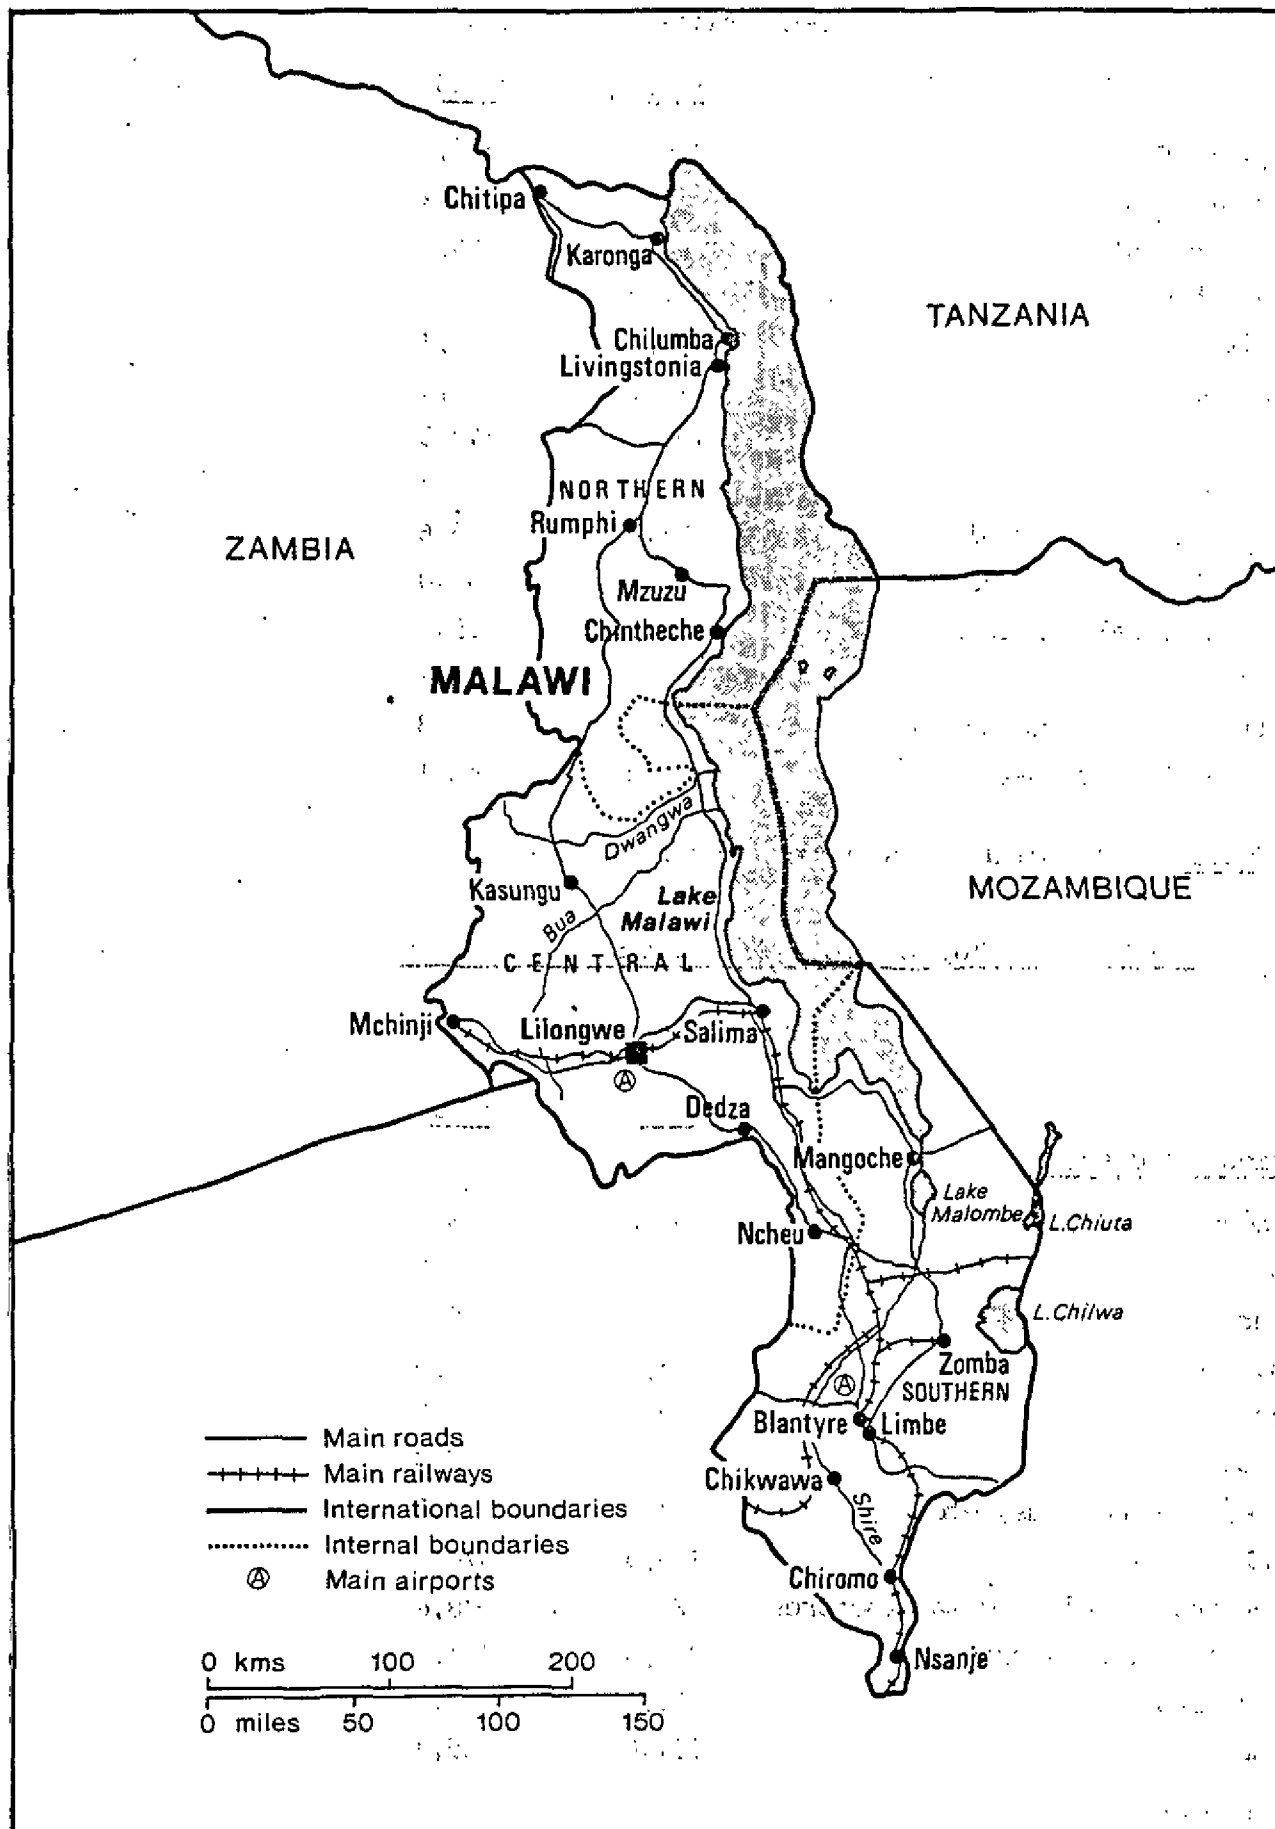 Chitipa
Karonga
TANZANIA
Chilumba
Livingstonia
NORTHERN
Rumphi
ZAMBIA
Mzuzu
Chintheche
MALAWI
Dwangwa
Kasungu
Lake
Malawi
MOZAMBIQUE
Bua
CENTRAL
Mchinji
Lilongwe
Salima
A
Dedza
Mangoche
Lake
Malombe
L.Chiuta
Ncheu
L.Chilwa
Zomba
A
SOUTHERN
Blantyre
Limbe
Main roads
Main railways
Chikwawa
Shire
International boundaries
Internal boundaries
A Main airports
Chiromo
Nsanje
0 kms 100 200
0 miles 50 100 150